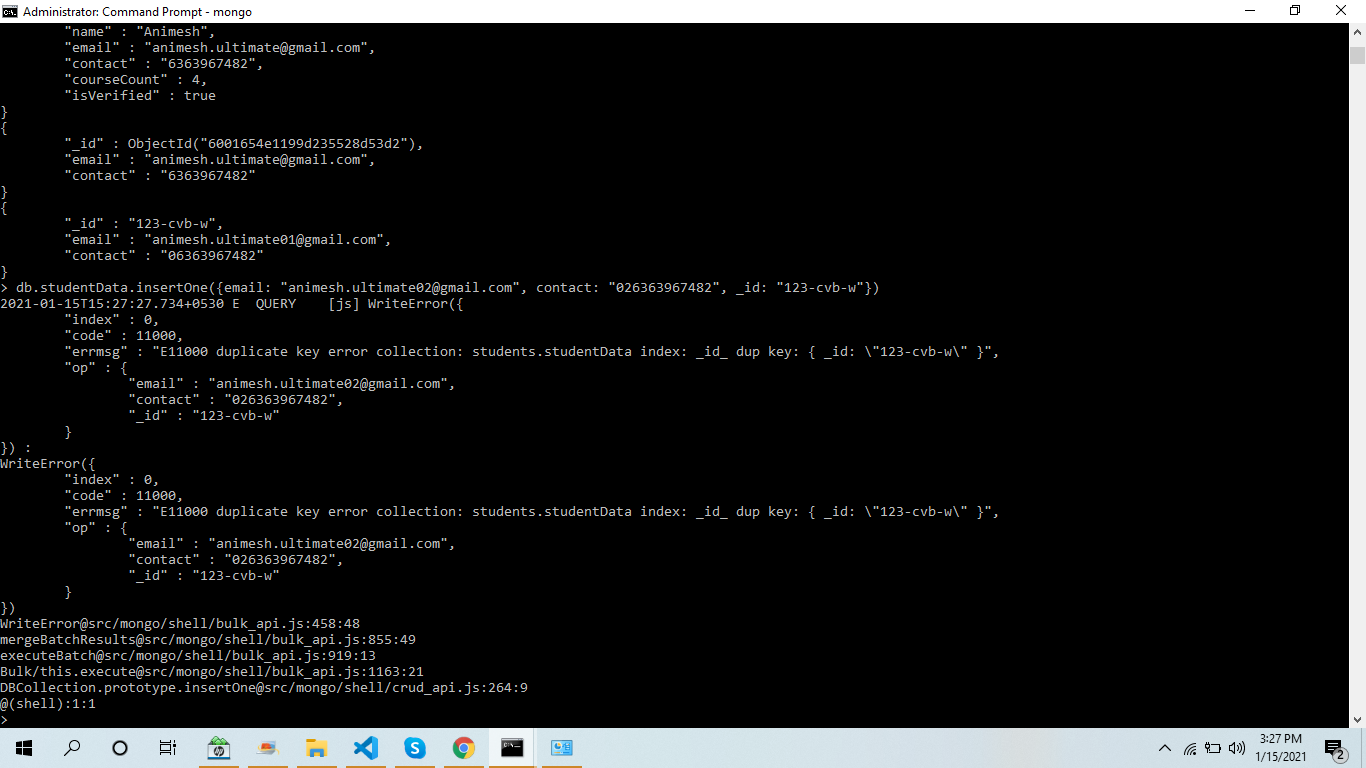 Administrator: Command Prompt - mongo
        "name" : "Animesh",
        "email" : "animesh.ultimate@gmail.com",
        "contact" : "6363967482",
        "courseCount" : 4,
        "isVerified" : true
}
{
        "_id" : ObjectId("6001654e1199d235528d53d2"),
        "email" : "animesh.ultimate@gmail.com",
        "contact" : "6363967482"
}
{
        "_id" : "123-cvb-w",
        "email" : "animesh.ultimate01@gmail.com",
        "contact" : "06363967482"
}
> db.studentData.insertOne({email: "animesh.ultimate02@gmail.com", contact: "026363967482", _id: "123-cvb-w"})
2021-01-15T15:27:27.734+0530 E  QUERY    [js] WriteError({
        "index" : 0,
        "code" : 11000,
        "errmsg" : "E11000 duplicate key error collection: students.studentData index: _id_ dup key: { _id: \"123-cvb-w\" }",
        "op" : {
                "email" : "animesh.ultimate02@gmail.com",
                "contact" : "026363967482",
                "_id" : "123-cvb-w"
        }
}) :
WriteError({
        "index" : 0,
        "code" : 11000,
        "errmsg" : "E11000 duplicate key error collection: students.studentData index: _id_ dup key: { _id: \"123-cvb-w\" }",
        "op" : {
                "email" : "animesh.ultimate02@gmail.com",
                "contact" : "026363967482",
                "_id" : "123-cvb-w"
        }
})
WriteError@src/mongo/shell/bulk_api.js:458:48
mergeBatchResults@src/mongo/shell/bulk_api.js:855:49
executeBatch@src/mongo/shell/bulk_api.js:919:13
Bulk/this.execute@src/mongo/shell/bulk_api.js:1163:21
DBCollection.prototype.insertOne@src/mongo/shell/crud_api.js:264:9
@(shell):1:1
>
3:27 PM
1/15/2021
2